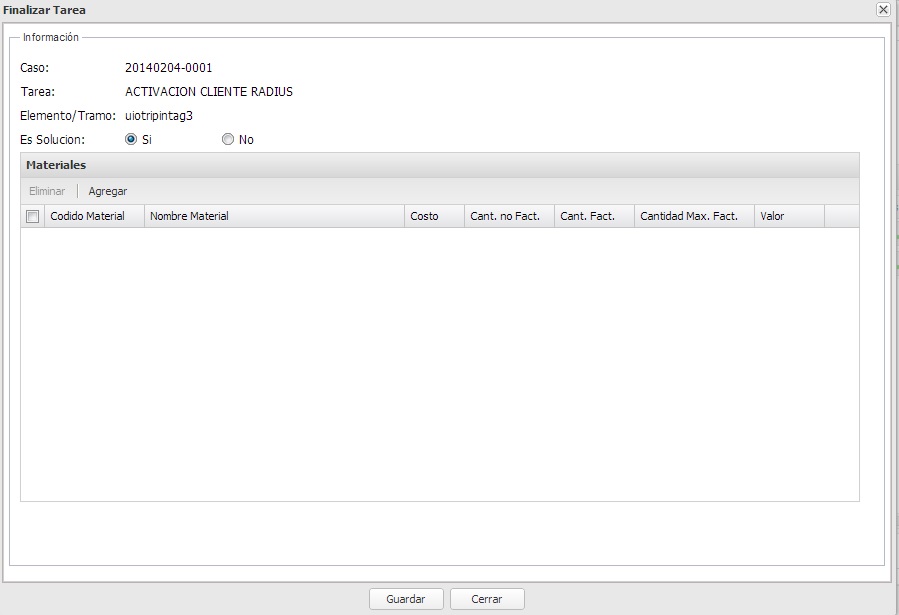 Finalizar Tarea
Información
Caso: 20140204-0001
Tarea: ACTIVACION CLIENTE RADIUS
Elemento/Tramo: uiotripintag3
Es Solucion: Si No
Materiales
Eliminar Agregar
Codido Material Nombre Material Costo Cant. no Fact. Cant. Fact. Cantidad Max. Fact. Valor
Guardar Cerrar